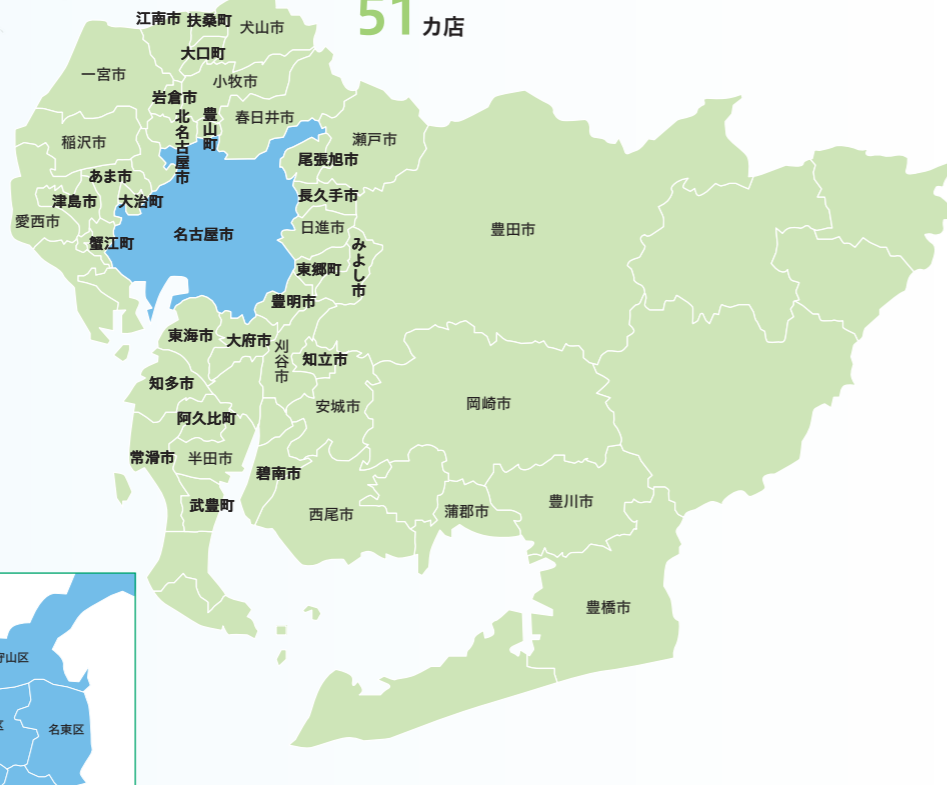 51カ店
江南市
扶桑町
犬山市
大口町
一宮市
小牧市
岩倉市
北名古屋市
豊山町
春日井市
稲沢市
瀬戸市
尾張旭市
あま市
津島市
大治町
長久手市
愛西市
名古屋市
日進市
豊田市
蟹江町
みよし市
東郷町
豊明市
東海市
大府市
刈谷市
知立市
知多市
安城市
岡崎市
阿久比町
常滑市
半田市
碧南市
武豊町
西尾市
蒲郡市
豊川市
豊橋市
守山区
区
名東区